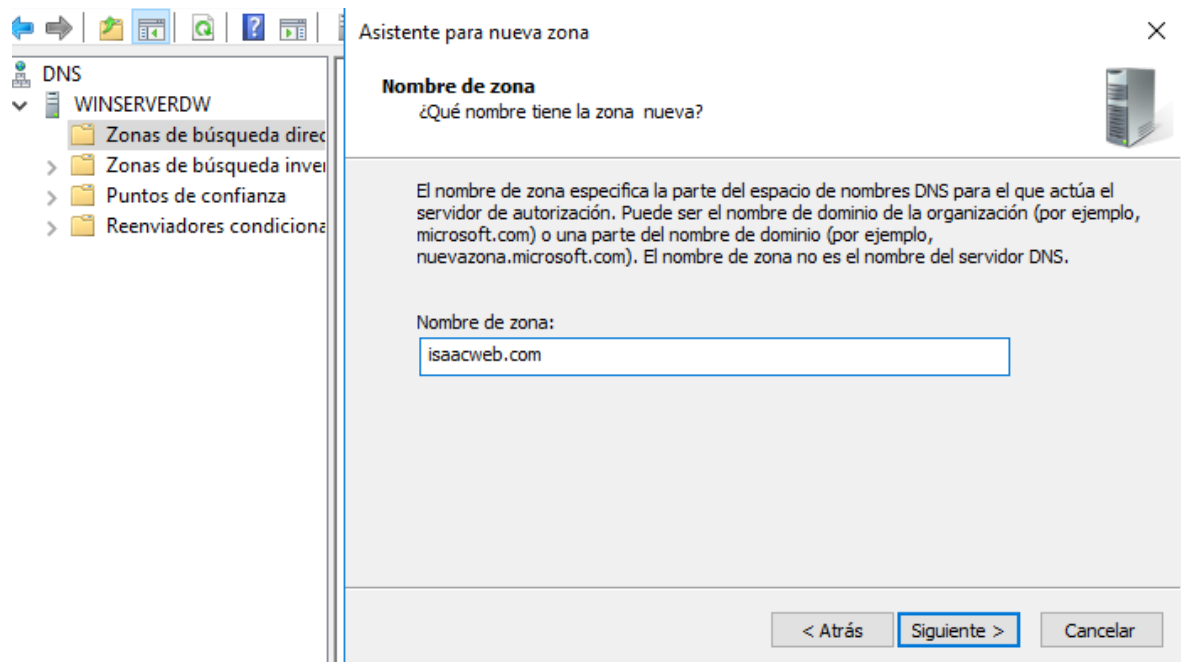 DNS
WINSERVERDW
Zonas de búsqueda direc
Zonas de búsqueda inver
Puntos de confianza
Reenviadores condiciona
Asistente para nueva zona
Nombre de zona
¿Qué nombre tiene la zona nueva?
El nombre de zona especifica la parte del espacio de nombres DNS para el que actúa el
servidor de autorización. Puede ser el nombre de dominio de la organización (por ejemplo,
microsoft.com) o una parte del nombre de dominio (por ejemplo,
nuevazona.microsoft.com). El nombre de zona no es el nombre del servidor DNS.
Nombre de zona:
isaacweb.com
< Atrás
Siguiente >
Cancelar